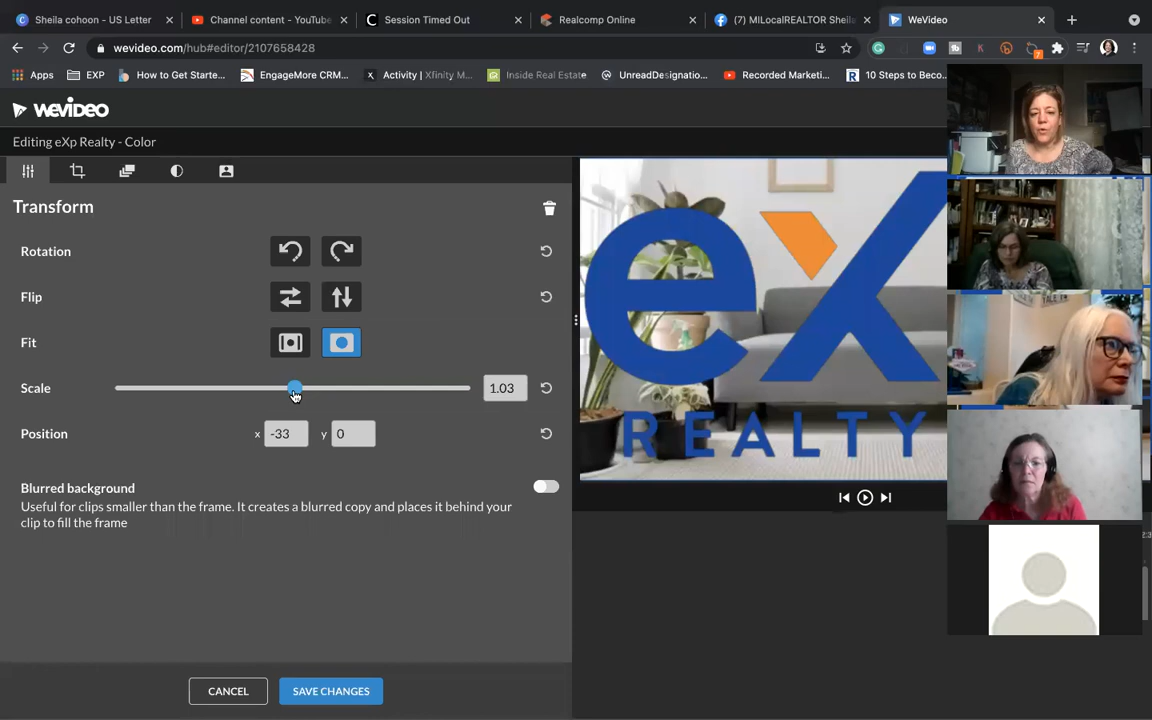 Sheila cohoon - US Letter
Channel content - YouTube
Session Timed Out
Realcomp Online
(7) MILocalREALTOR Sheila
WeVideo
wevideo.com/hub#editor/2107658428
Apps
EXP
How to Get Starte...
EngageMore CRM...
Activity | Xfinity M...
Inside Real Estate
UnreadDesignatio...
Recorded Marketi...
10 Steps to Beco...
WEVIDEO
Editing eXp Realty - Color
Transform
Rotation
Flip
Fit
Scale
1.03
Position
x -33
y 0
Blurred background
Useful for clips smaller than the frame. It creates a blurred copy and places it behind your
clip to fill the frame
CANCEL
SAVE CHANGES
eX
REALTY